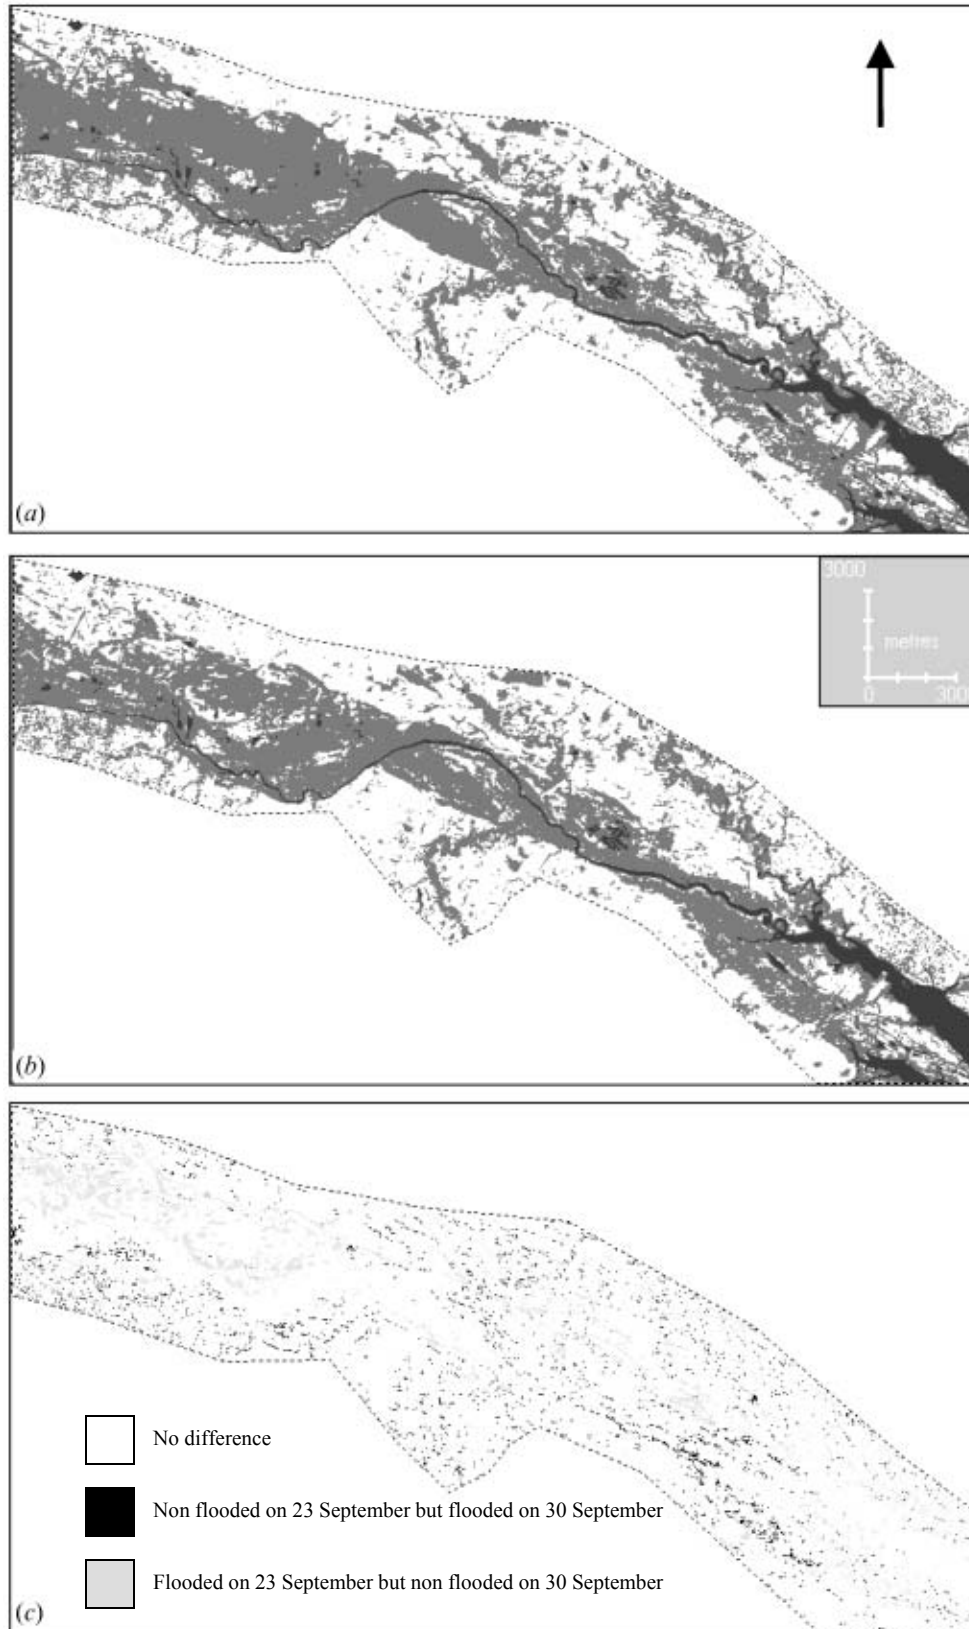 (a)
3000
metres
0 3000
(b)
No difference
Non flooded on 23 September but flooded on 30 September
Flooded on 23 September but non flooded on 30 September
(c)